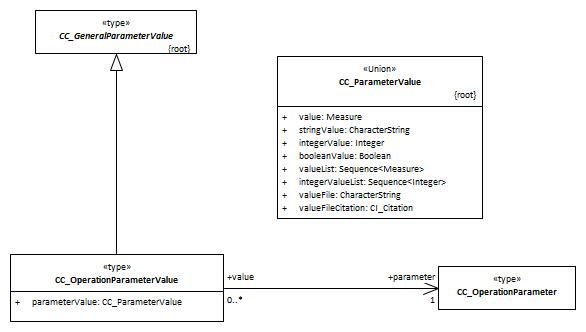 «type»
CC_GeneralParameterValue
{root}
«Union»
CC_ParameterValue
{root}
+ value: Measure
+ stringValue: CharacterString
+ integerValue: Integer
+ booleanValue: Boolean
+ valueList: Sequence<Measure>
+ integerValueList: Sequence<Integer>
+ valueFile: CharacterString
+ valueFileCitation: CI_Citation
«type»
CC_OperationParameterValue
+ parameterValue: CC_ParameterValue
+value
0..*
+parameter
1
«type»
CC_OperationParameter